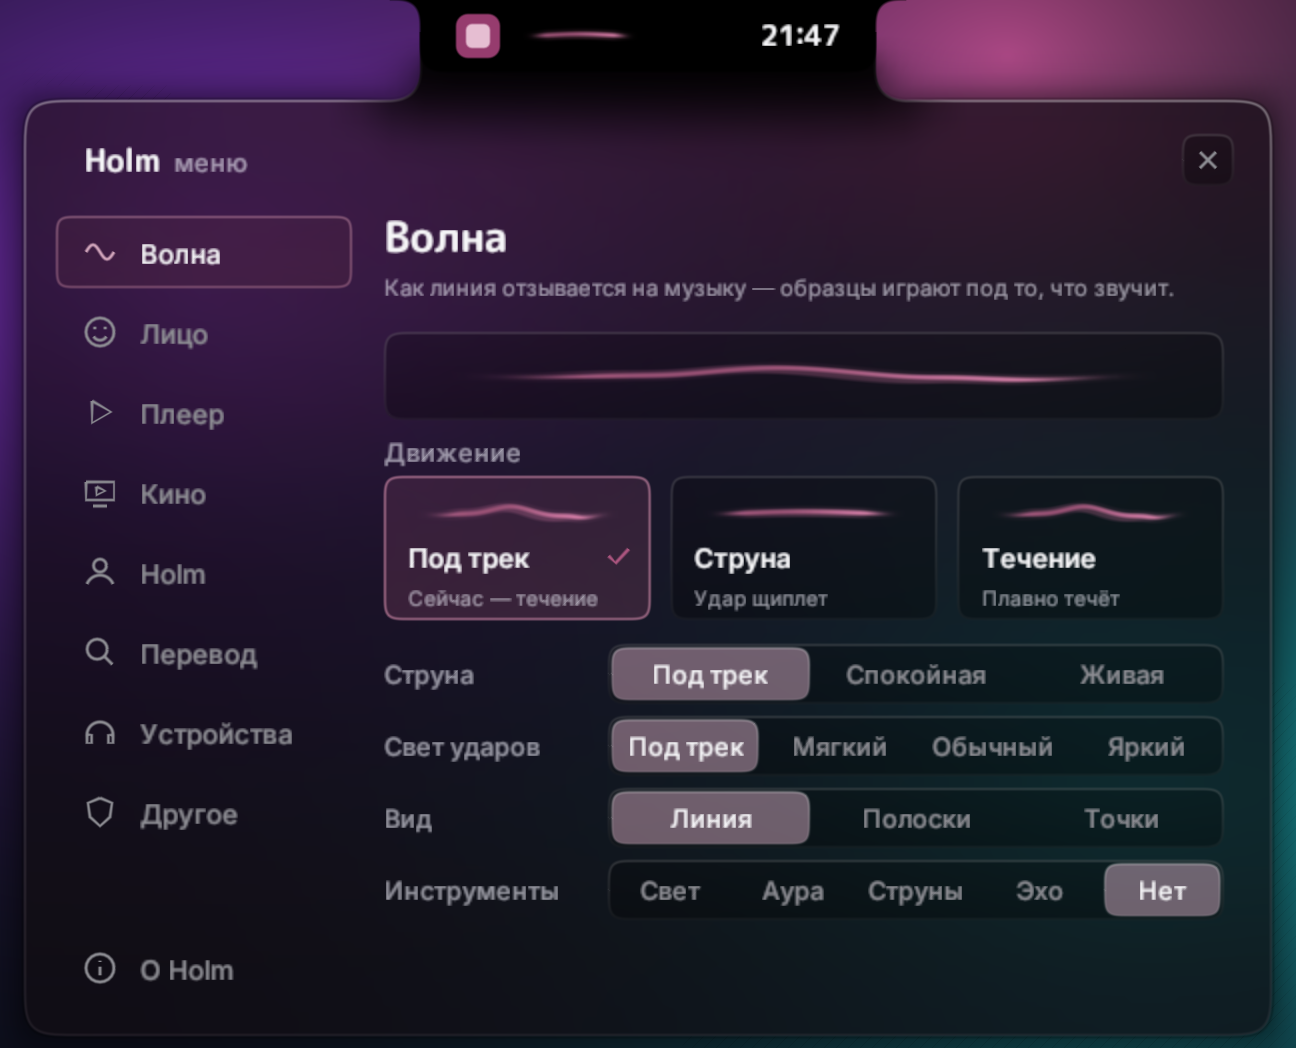 21:47
Holm меню
Волна
Лицо
Плеер
Кино
Holm
Перевод
Устройства
Другое
О Holm
Волна
Как линия отзывается на музыку — образцы играют под то, что звучит.
Движение
Под трек
Сейчас — течение
Струна
Удар щиплет
Течение
Плавно течёт
Струна Под трек Спокойная Живая
Свет ударов Под трек Мягкий Обычный Яркий
Вид Линия Полоски Точки
Инструменты Свет Аура Струны Эхо Нет